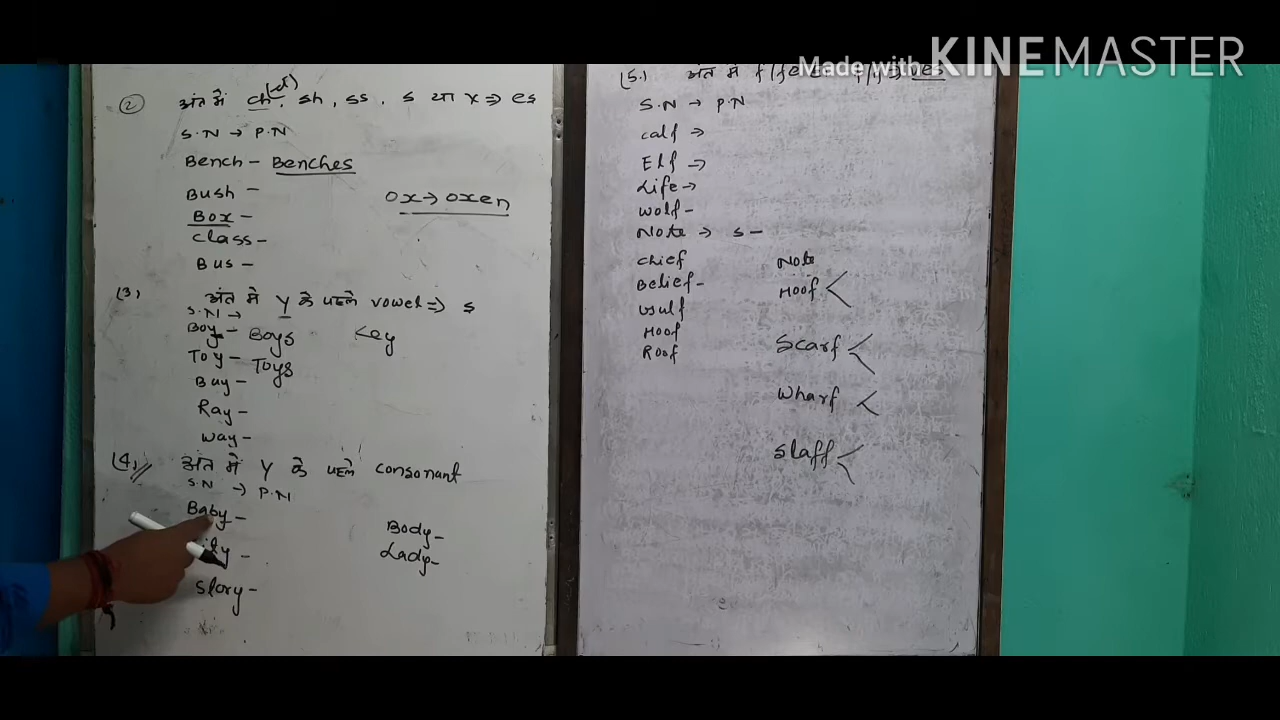 Made with KINEMASTER
(2) अंत में ch(च), sh, ss, s या x ⇒ es
S.N → P.N
Bench - Benches
Bush -
Box -
Class -
Bus -
Ox → Oxen
(3) अंत मे Y के पहले vowel ⇒ s
S.N →
Boy - Boys
Key
Toy - Toys
Buy -
Ray -
Way -
(4) अंत में Y के पहले consonant
S.N → P.N
Baby -
Story -
Body -
Lady -
(5.) अंत में f/fe ves
S.N → P.N
Calf →
Elf →
Life →
Wolf -
Note → s -
Chief
Belief -
Hoof
Roof
Note
Hoof <
Scarf <
Wharf <
Staff <